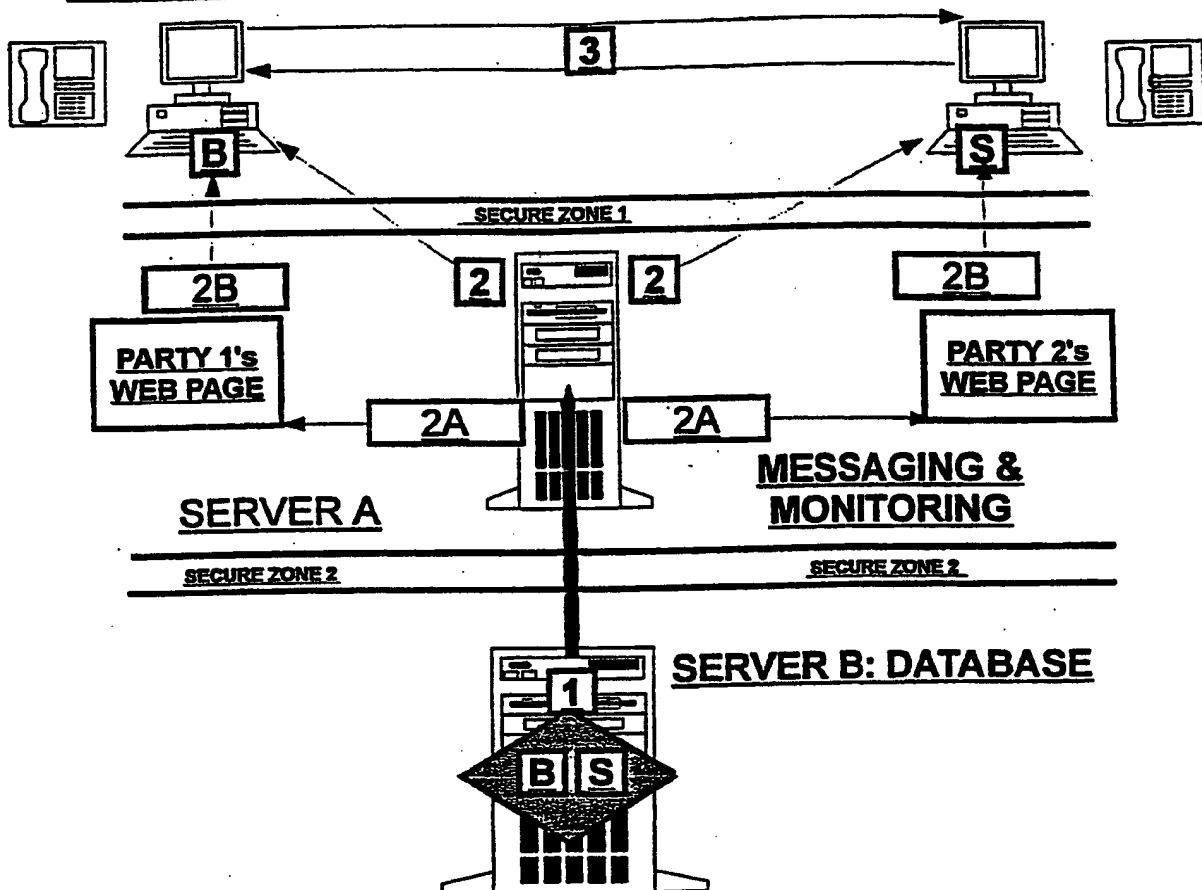 3
B
S
SECURE ZONE 1
2
2
2B
2B
PARTY 1's
WEB PAGE
PARTY 2's
WEB PAGE
2A
2A
SERVER A
MESSAGING &
MONITORING
SECURE ZONE 2
SECURE ZONE 2
SERVER B: DATABASE
1
B
S